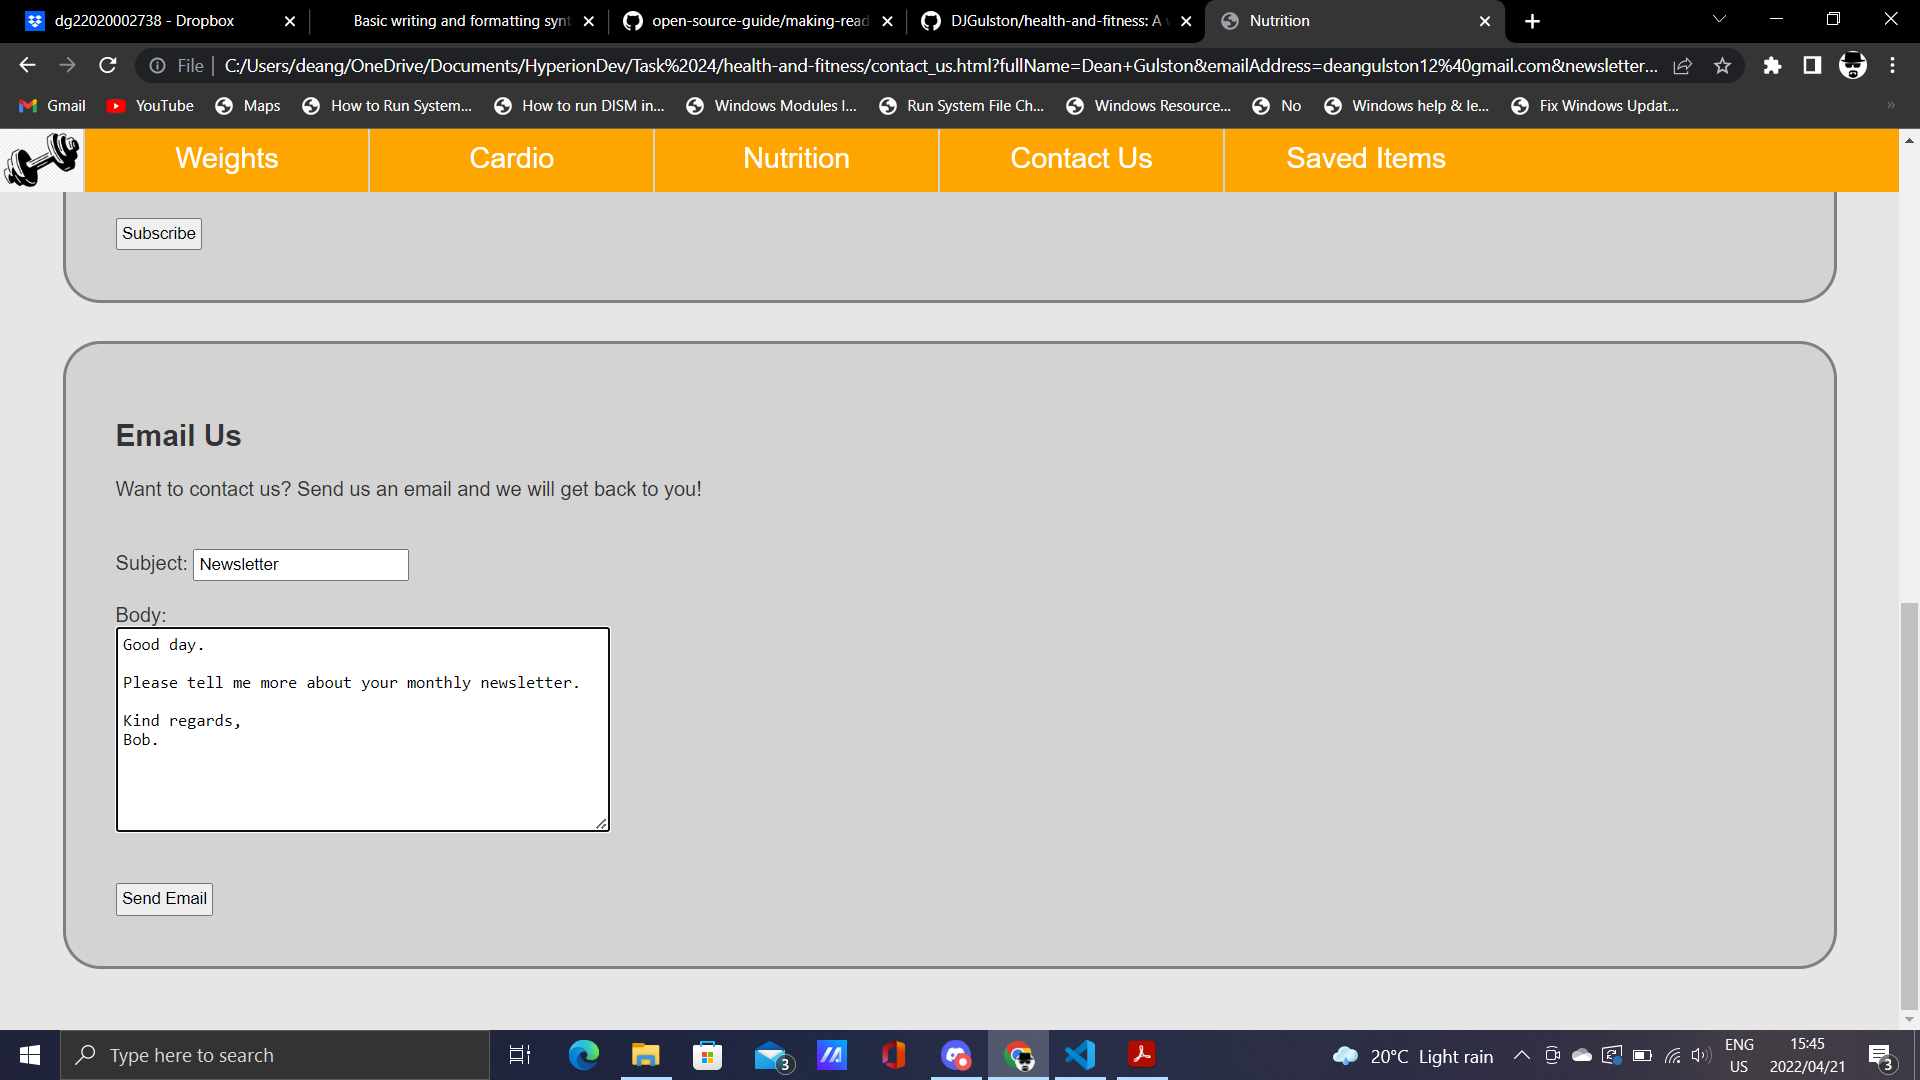 dg22020002738 - Dropbox
Basic writing and formatting synt
open-source-guide/making-read
DJGulston/health-and-fitness: A w
Nutrition
File
C:/Users/deang/OneDrive/Documents/HyperionDev/Task%2024/health-and-fitness/contact_us.html?fullName=Dean+Gulston&emailAddress=deangulston12%40gmail.com&newsletter...
Gmail
YouTube
Maps
How to Run System...
How to run DISM in...
Windows Modules I...
Run System File Ch...
Windows Resource...
No
Windows help & le...
Fix Windows Updat...
»
Weights
Cardio
Nutrition
Contact Us
Saved Items
Subscribe
Email Us
Want to contact us? Send us an email and we will get back to you!
Subject: Newsletter
Body:
Good day.
Please tell me more about your monthly newsletter.
Kind regards,
Bob.
Send Email
Type here to search
3
20°C Light rain
ENG
US
15:45
2022/04/21
3